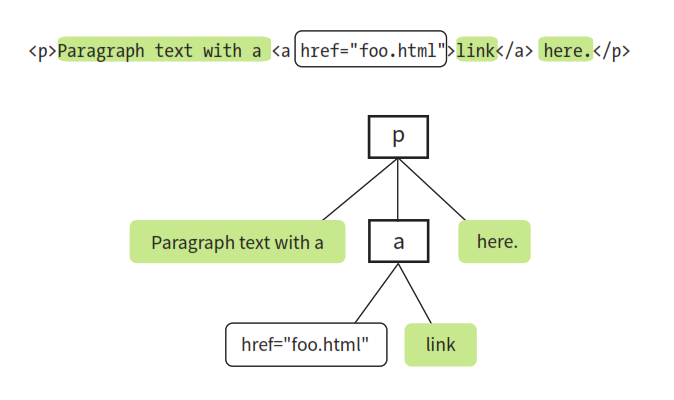 <p>Paragraph text with a <a href="foo.html">link</a> here.</p>
p
Paragraph text with a
a
here.
href="foo.html"
link